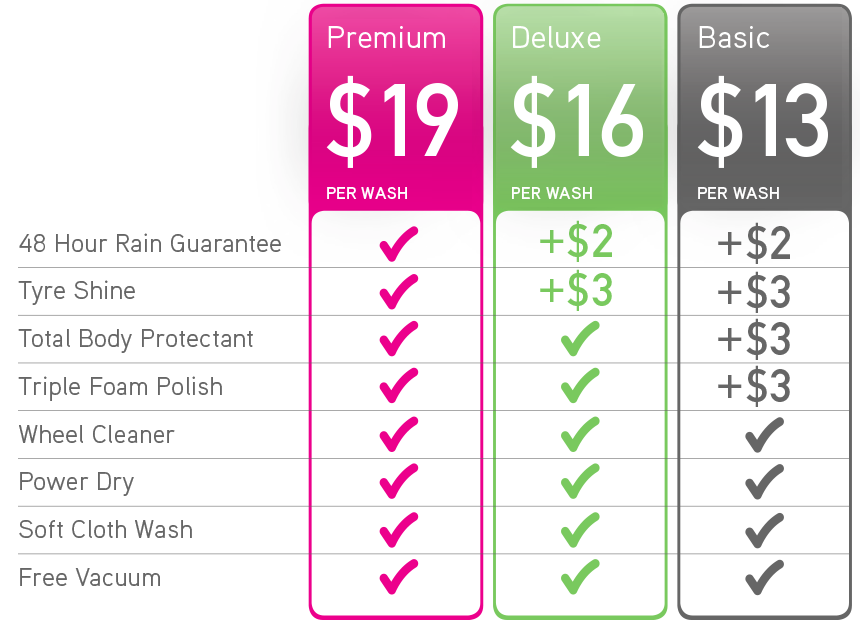 Premium Deluxe Basic
$19 $16 $13
PER WASH PER WASH PER WASH
48 Hour Rain Guarantee +$2 +$2
Tyre Shine +$3 +$3
Total Body Protectant +$3
Triple Foam Polish +$3
Wheel Cleaner
Power Dry
Soft Cloth Wash
Free Vacuum